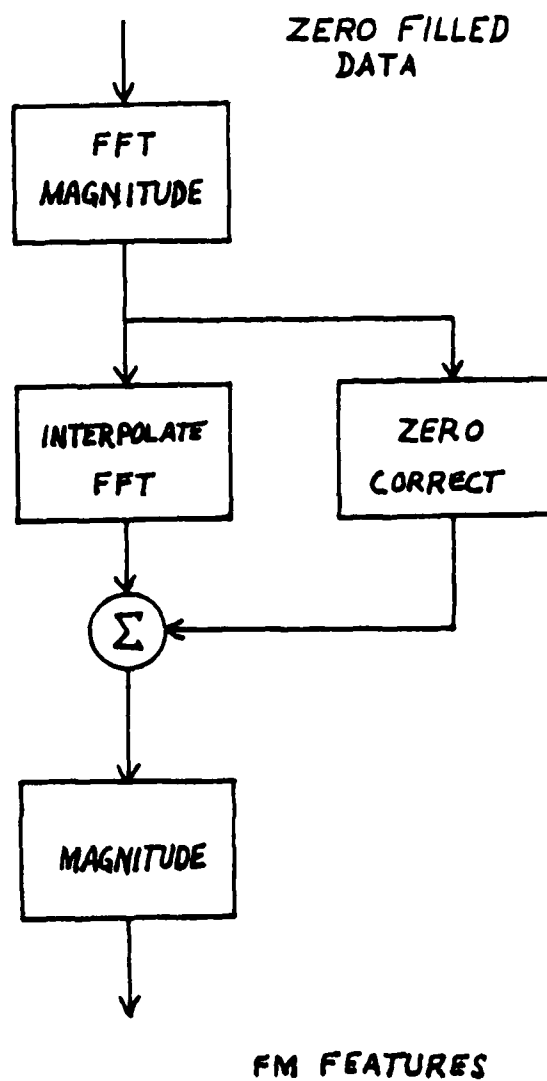 ZERO FILLED
DATA
FFT
MAGNITUDE
INTERPOLATE
FFT
ZERO
CORRECT
Σ
MAGNITUDE
FM FEATURES